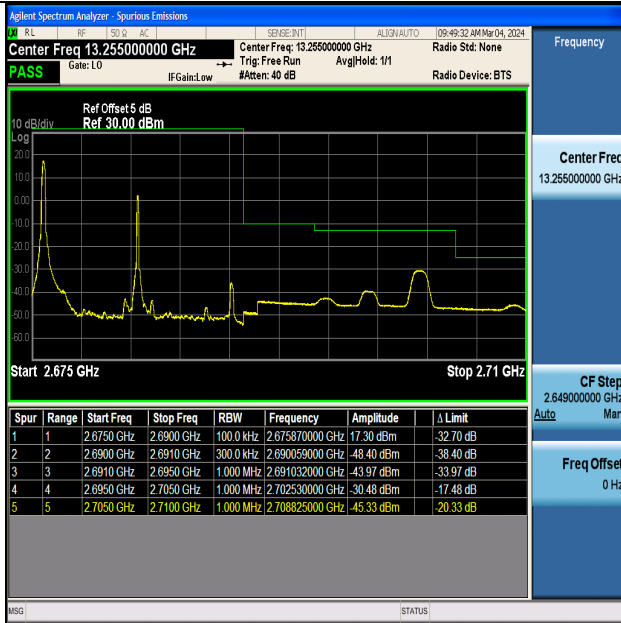 Agilent Spectrum Analyzer - Spurious Emissions
RL RF 50 Ω AC SENSE:INT ALIGN AUTO 09:49:32 AM Mar 04, 2024
Center Freq 13.255000000 GHz
Center Freq: 13.255000000 GHz
Radio Std: None
PASS
Gate: LO
Trig: Free Run Avg|Hold: 1/1
IFGain:Low
#Atten: 40 dB
Radio Device: BTS
Ref Offset 5 dB
10 dB/div Ref 30.00 dBm
Log
20.0
10.0
0.00
-10.0
-20.0
-30.0
-40.0
-50.0
-60.0
Start 2.675 GHz Stop 2.71 GHz
Spur Range Start Freq Stop Freq RBW Frequency Amplitude Δ Limit
1 1 2.6750 GHz 2.6900 GHz 100.0 kHz 2.675870000 GHz 17.30 dBm -32.70 dB
2 2 2.6900 GHz 2.6910 GHz 300.0 kHz 2.690059000 GHz -48.40 dBm -38.40 dB
3 3 2.6910 GHz 2.6950 GHz 1.000 MHz 2.691032000 GHz -43.97 dBm -33.97 dB
4 4 2.6950 GHz 2.7050 GHz 1.000 MHz 2.702530000 GHz -30.48 dBm -17.48 dB
5 5 2.7050 GHz 2.7100 GHz 1.000 MHz 2.708825000 GHz -45.33 dBm -20.33 dB
MSG STATUS
Frequency
Center Freq
13.255000000 GHz
CF Step
2.649000000 GHz
Auto Man
Freq Offset
0 Hz